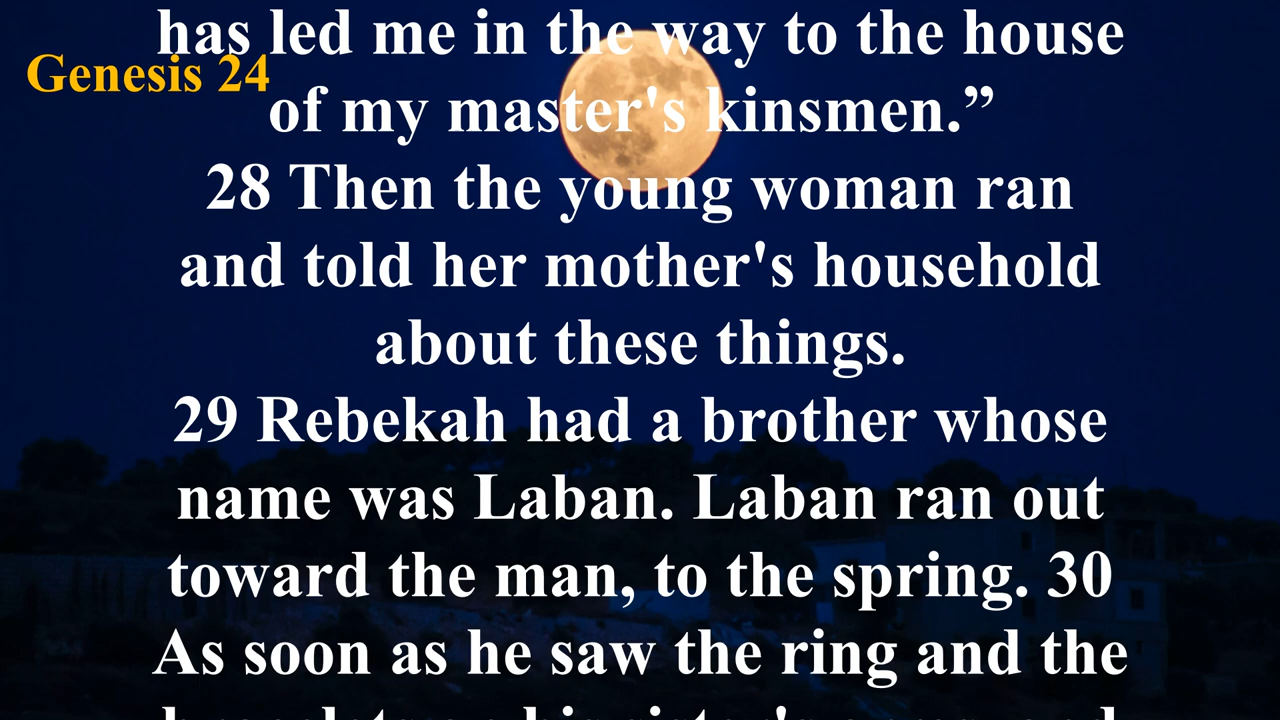 has led me in the way to the house
Genesis 24
of my master's kinsmen.”
28 Then the young woman ran
and told her mother's household
about these things.
29 Rebekah had a brother whose
name was Laban. Laban ran out
toward the man, to the spring. 30
As soon as he saw the ring and the